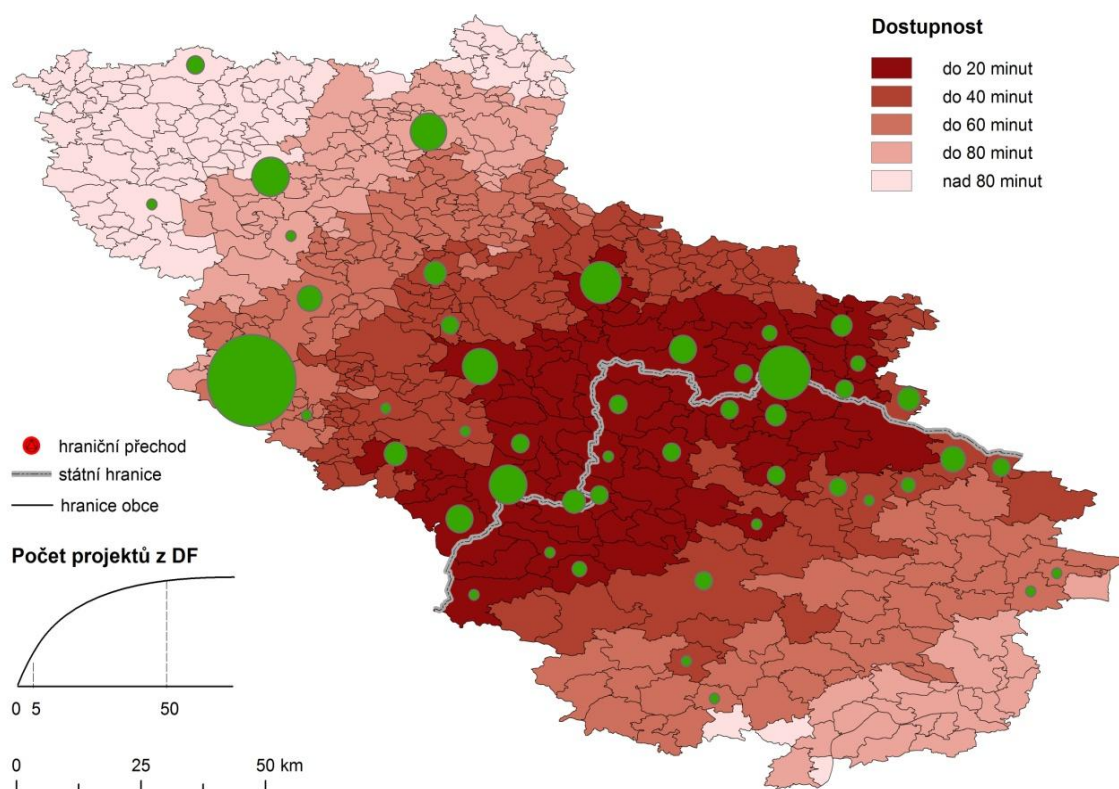 Dostupnost
do 20 minut
do 40 minut
do 60 minut
do 80 minut
nad 80 minut
hraniční přechod
státní hranice
hranice obce
Počet projektů z DF
0 5 50
0 25 50 km